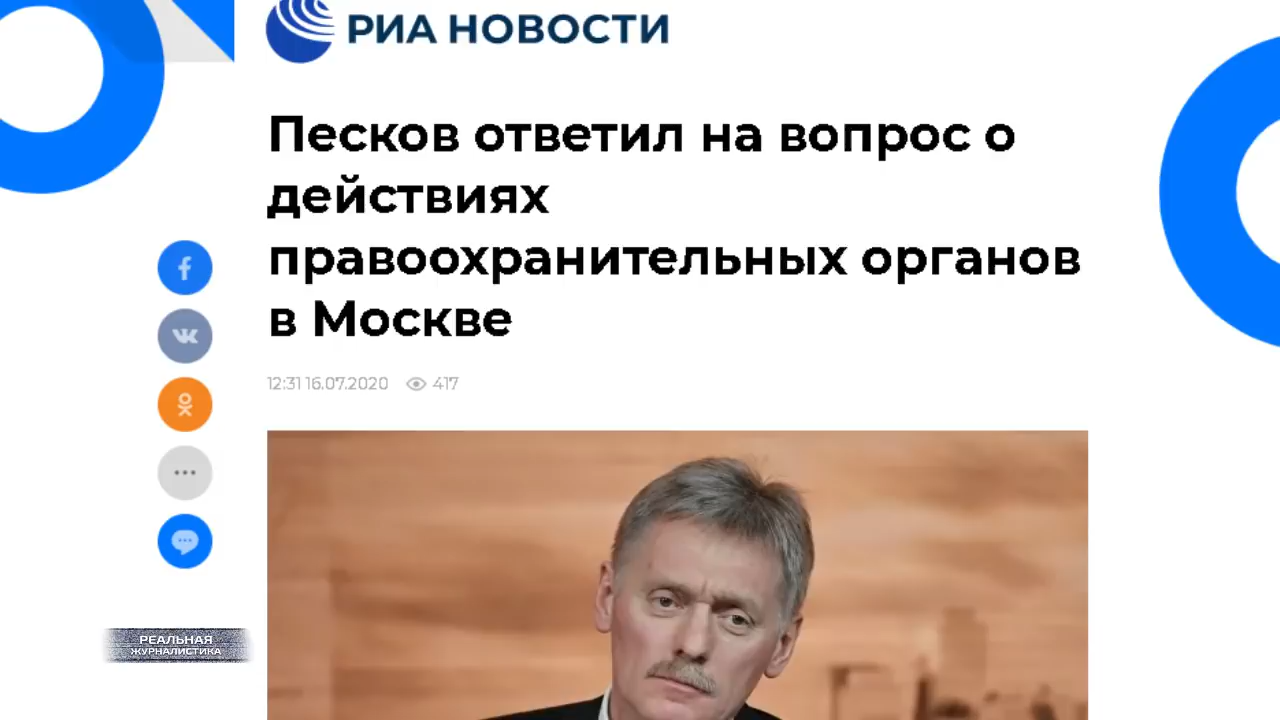 РИА НОВОСТИ
Песков ответил на вопрос о
действиях
правоохранительных органов
в Москве
12:31 16.07.2020 417
РЕАЛЬНАЯ
ЖУРНАЛИСТИКА